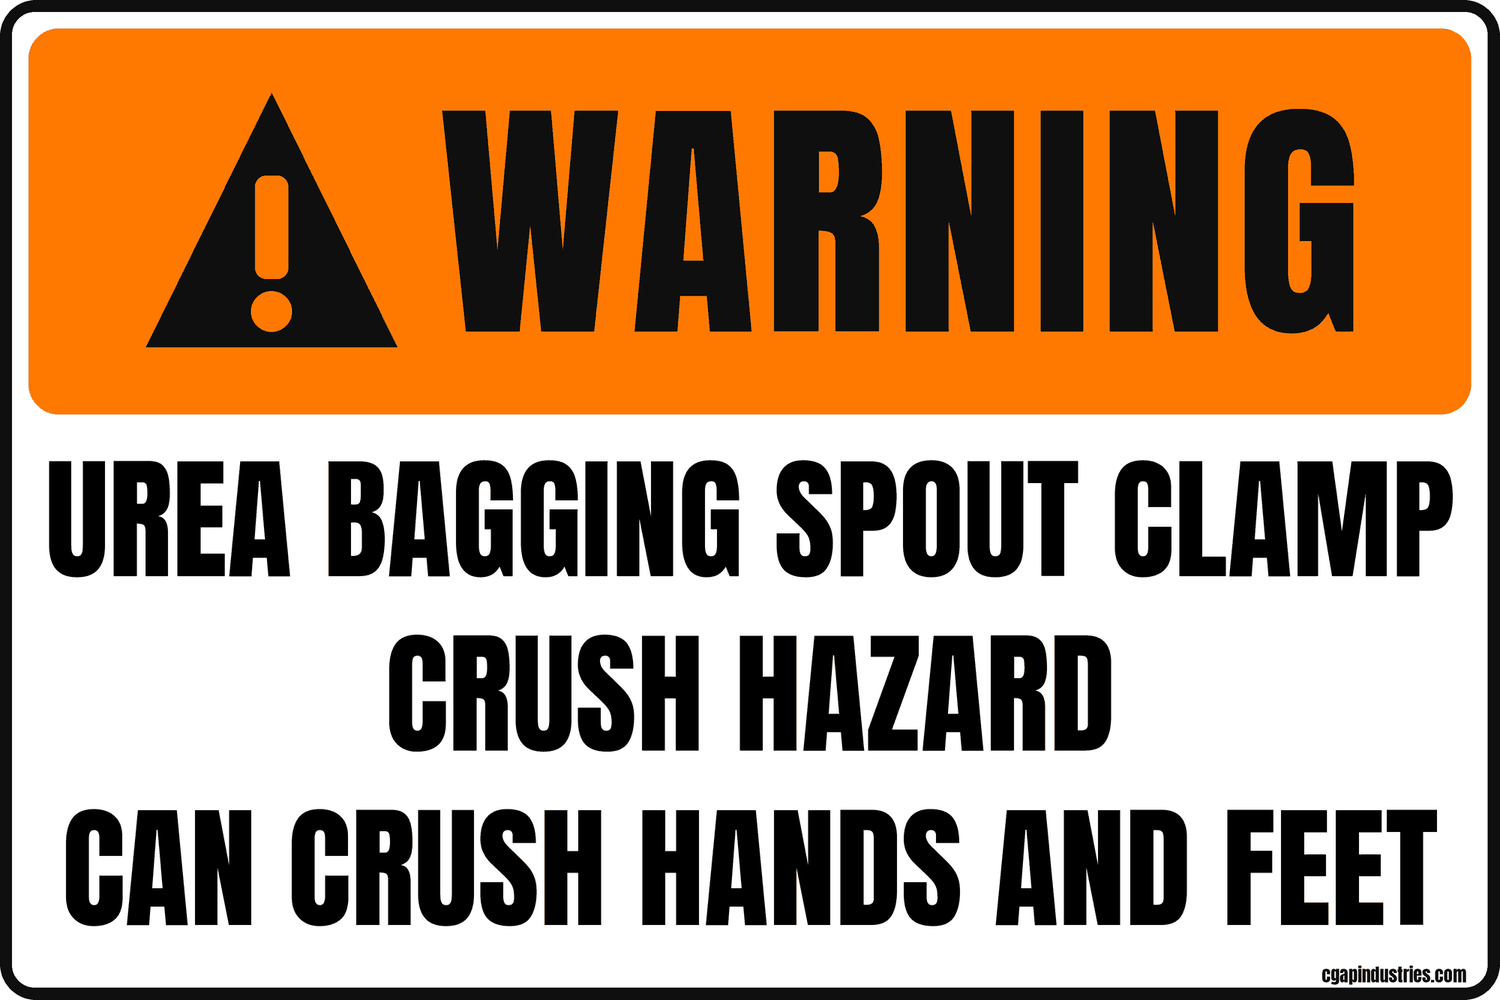 WARNING
UREA BAGGING SPOUT CLAMP
CRUSH HAZARD
CAN CRUSH HANDS AND FEET
cgapindustries.com